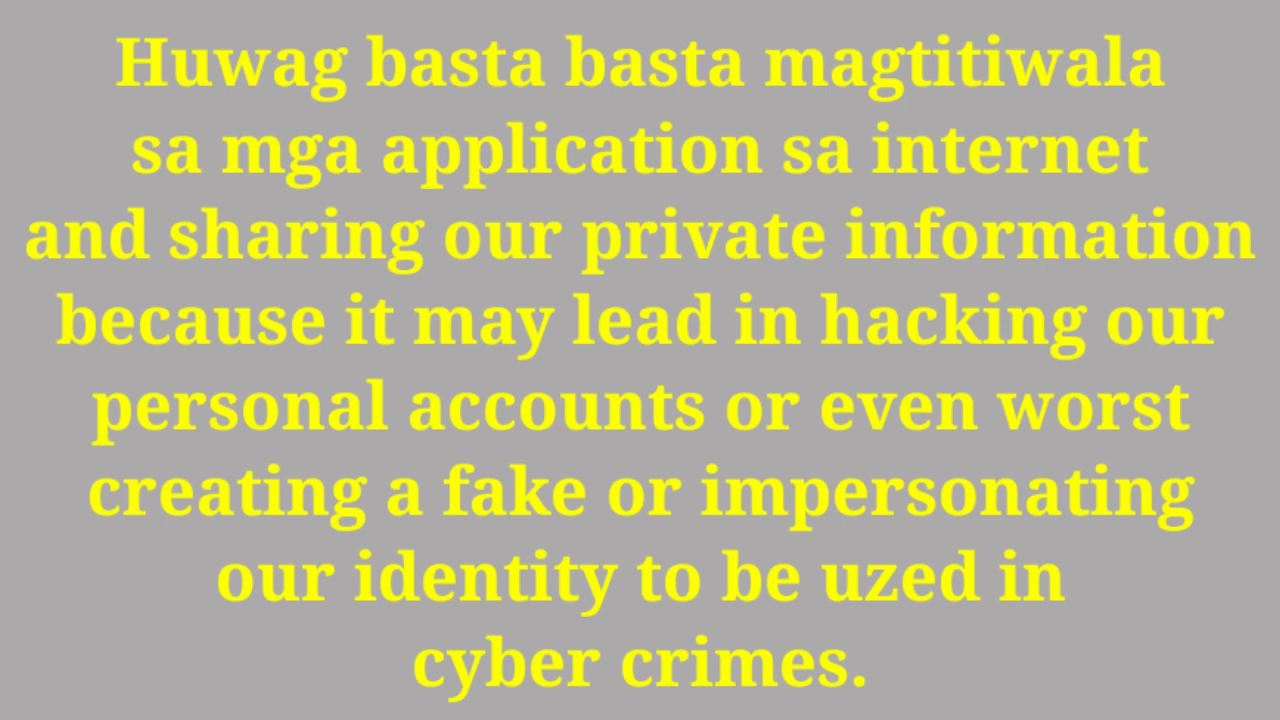 Huwag basta basta magtitiwala
sa mga application sa internet
and sharing our private information
because it may lead in hacking our
personal accounts or even worst
creating a fake or impersonating
our identity to be uzed in
cyber crimes.